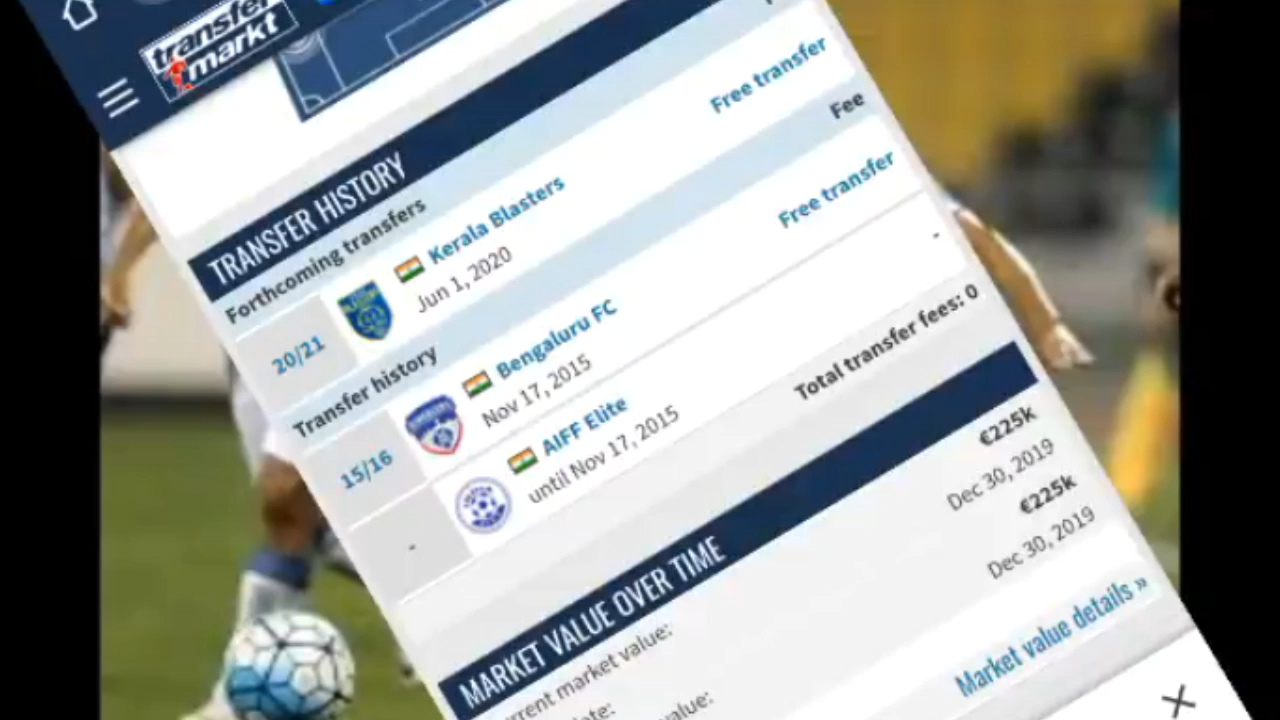 transfer
markt
Free transfer
TRANSFER HISTORY
Forthcoming transfers
Fee
20/21 Kerala Blasters Free transfer
Jun 1, 2020
Transfer history
15/16 Bengaluru FC
Nov 17, 2015
- AIFF Elite -
until Nov 17, 2015
Total transfer fees: 0
MARKET VALUE OVER TIME
€225k
Dec 30, 2019
€225k
Dec 30, 2019
market value:
value:
Market value details »